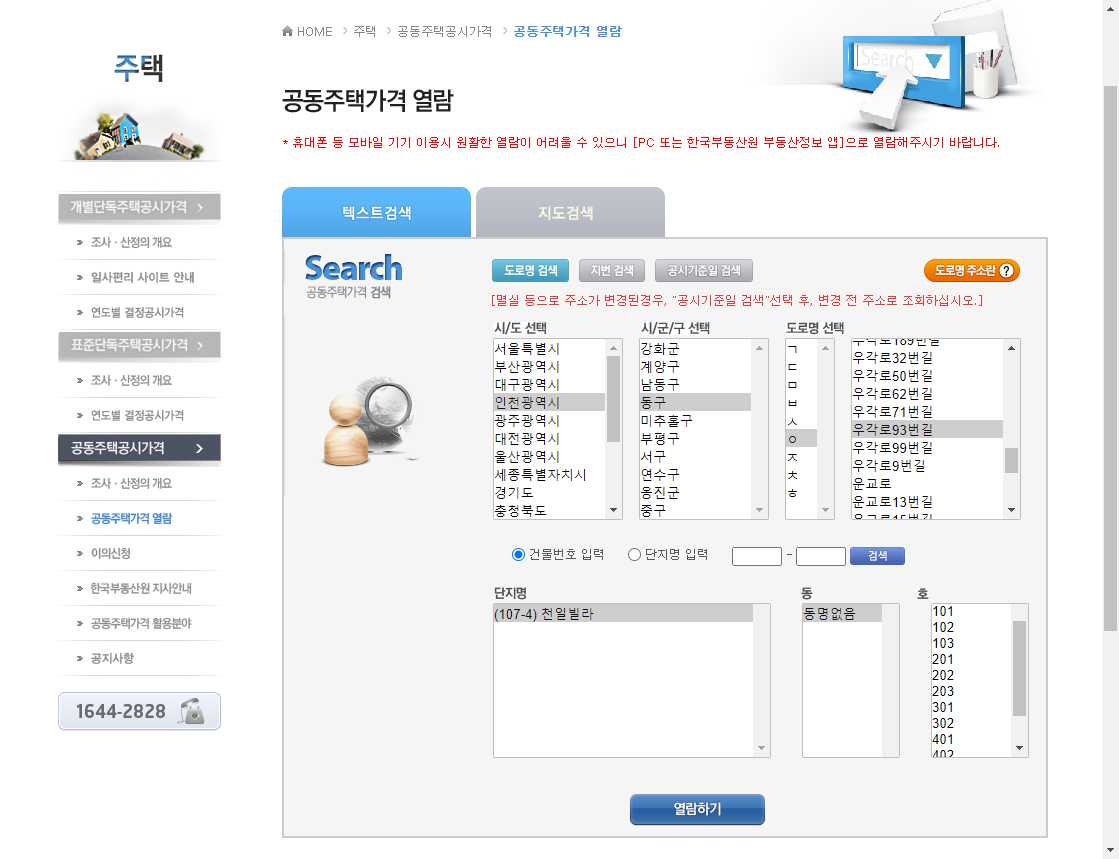 HOME > 주택 > 공동주택공시가격 > 공동주택가격 열람
주택
공동주택가격 열람
Search
* 휴대폰 등 모바일 기기 이용시 원활한 열람이 어려울 수 있으니 [PC 또는 한국부동산원 부동산정보 앱]으로 열람해주시기 바랍니다.
개별단독주택공시가격 >
» 조사 · 산정의 개요
» 일사편리 사이트 안내
» 연도별 결정공시가격
표준단독주택공시가격 >
» 조사 · 산정의 개요
» 연도별 결정공시가격
공동주택공시가격 >
» 조사 · 산정의 개요
» 공동주택가격 열람
» 이의신청
» 한국부동산원 지사안내
» 공동주택가격 활용분야
» 공지사항
1644-2828
텍스트검색
지도검색
Search
공동주택가격 검색
도로명 검색
지번 검색
공시기준일 검색
도로명 주소란 ?
[멸실 등으로 주소가 변경된경우, "공시기준일 검색"선택 후, 변경 전 주소로 조회하십시오.]
시/도 선택
서울특별시
부산광역시
대구광역시
인천광역시
광주광역시
대전광역시
울산광역시
세종특별자치시
경기도
충청북도
시/군/구 선택
강화군
계양구
남동구
동구
미추홀구
부평구
서구
연수구
옹진군
중구
도로명 선택
ㄱ
ㄷ
ㅁ
ㅂ
ㅅ
ㅇ
ㅈ
ㅊ
ㅎ
우각로189번길
우각로32번길
우각로50번길
우각로62번길
우각로71번길
우각로93번길
우각로99번길
우각로9번길
운교로
운교로13번길
운교로15번길
건물번호 입력
단지명 입력
-
검색
단지명
(107-4) 천일빌라
동
동명없음
호
101
102
103
201
202
203
301
302
401
402
열람하기